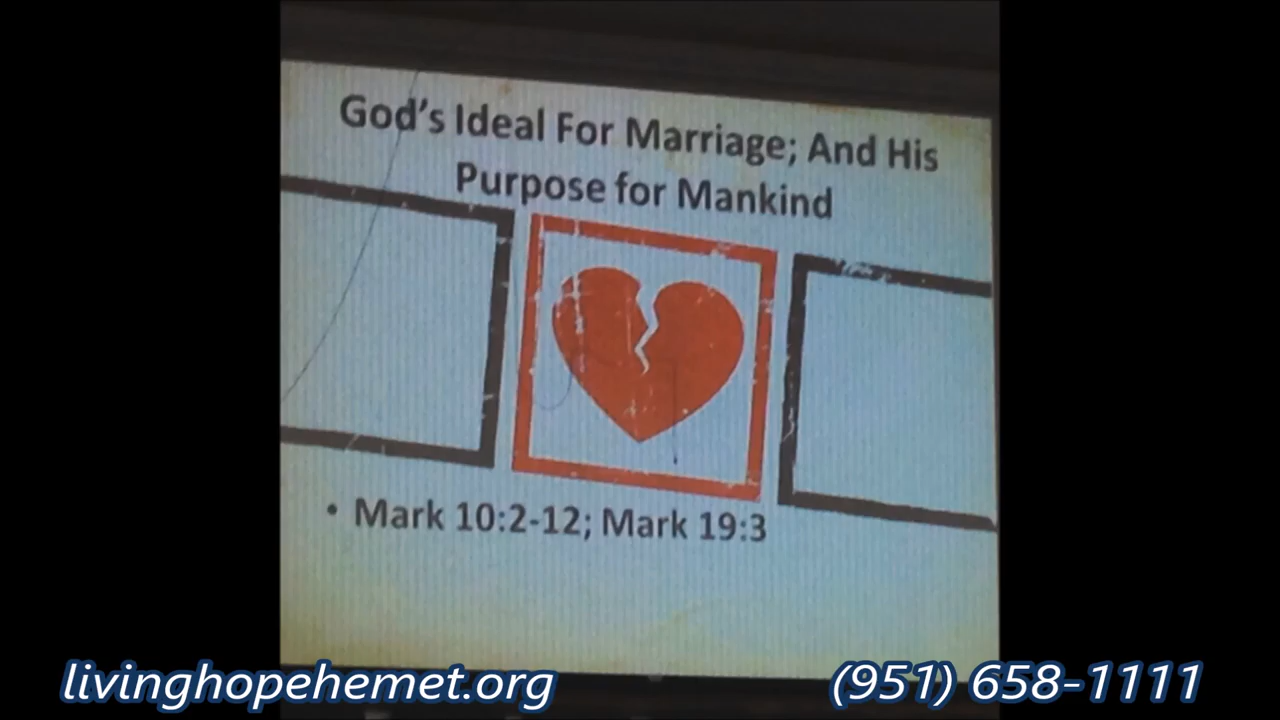 God's Ideal For Marriage; And His
Purpose for Mankind
• Mark 10:2-12; Mark 19:3
livinghopehemet.org
(951) 658-1111